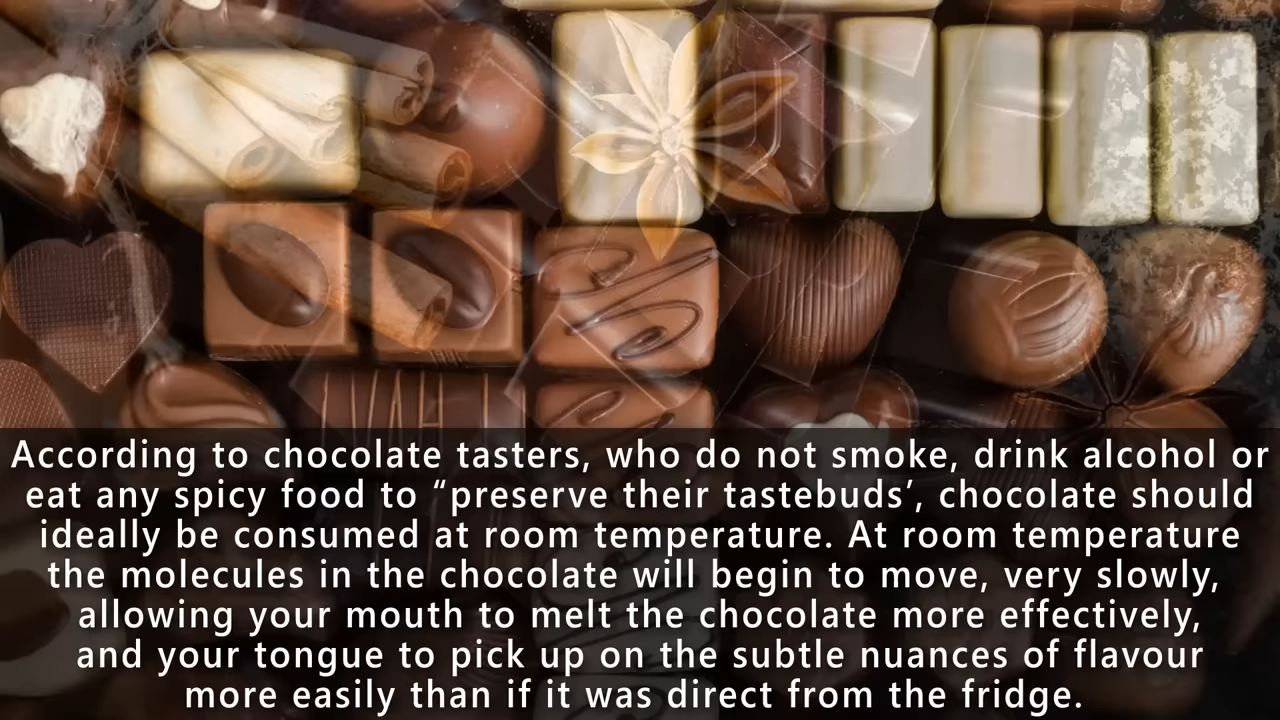 According to chocolate tasters, who do not smoke, drink alcohol or
eat any spicy food to “preserve their tastebuds’, chocolate should
ideally be consumed at room temperature. At room temperature
the molecules in the chocolate will begin to move, very slowly,
allowing your mouth to melt the chocolate more effectively,
and your tongue to pick up on the subtle nuances of flavour
more easily than if it was direct from the fridge.